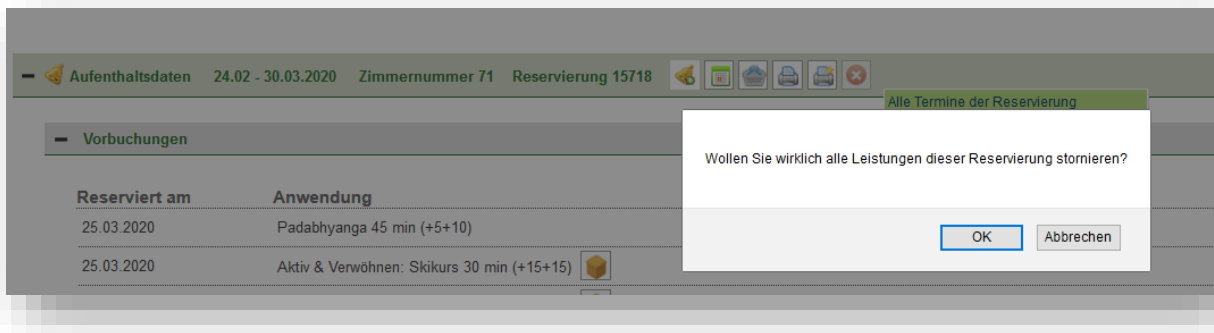 Aufenthaltsdaten 24.02 - 30.03.2020 Zimmernummer 71 Reservierung 15718
Alle Termine der Reservierung
Vorbuchungen
Wollen Sie wirklich alle Leistungen dieser Reservierung stornieren?
OK Abbrechen
Reserviert am Anwendung
25.03.2020 Padabhyanga 45 min (+5+10)
25.03.2020 Aktiv & Verwöhnen: Skikurs 30 min (+15+15)